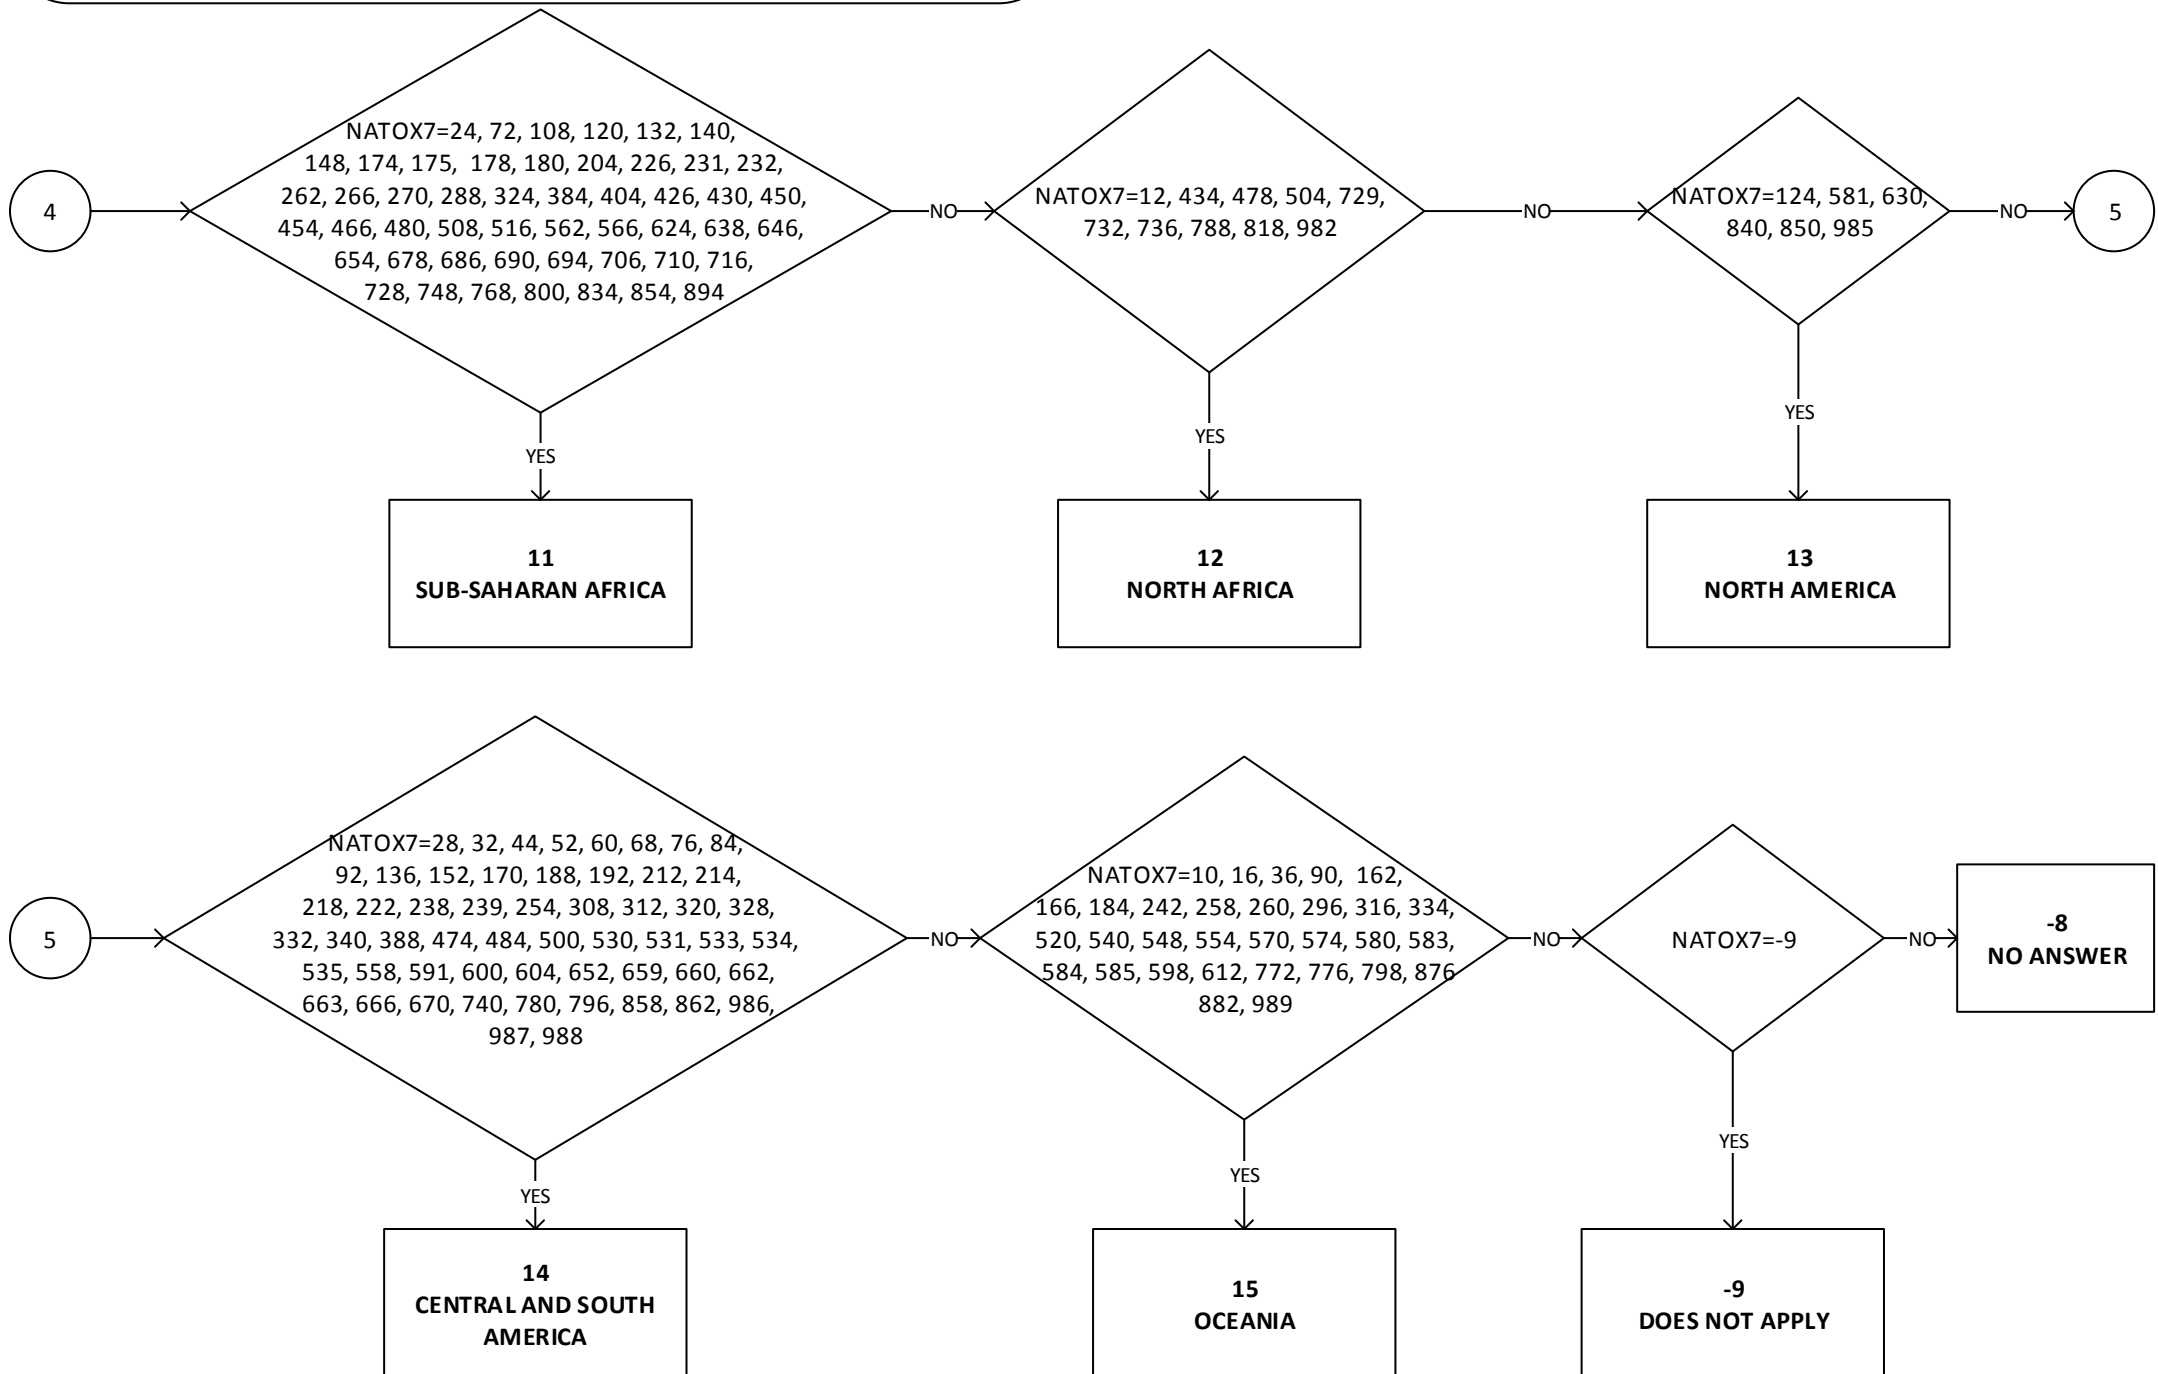 4
NATOX7=24, 72, 108, 120, 132, 140,
148, 174, 175, 178, 180, 204, 226, 231, 232,
262, 266, 270, 288, 324, 384, 404, 426, 430, 450,
454, 466, 480, 508, 516, 562, 566, 624, 638, 646,
654, 678, 686, 690, 694, 706, 710, 716,
728, 748, 768, 800, 834, 854, 894
NO
NATOX7=12, 434, 478, 504, 729,
732, 736, 788, 818, 982
NO
NATOX7=124, 581, 630,
840, 850, 985
NO
5
YES
YES
YES
11
SUB-SAHARAN AFRICA
12
NORTH AFRICA
13
NORTH AMERICA
5
NATOX7=28, 32, 44, 52, 60, 68, 76, 84,
92, 136, 152, 170, 188, 192, 212, 214,
218, 222, 238, 239, 254, 308, 312, 320, 328,
332, 340, 388, 474, 484, 500, 530, 531, 533, 534,
535, 558, 591, 600, 604, 652, 659, 660, 662,
663, 666, 670, 740, 780, 796, 858, 862, 986,
987, 988
NO
NATOX7=10, 16, 36, 90, 162,
166, 184, 242, 258, 260, 296, 316, 334,
520, 540, 548, 554, 570, 574, 580, 583,
584, 585, 598, 612, 772, 776, 798, 876
882, 989
NO
NATOX7=-9
NO
-8
NO ANSWER
YES
YES
YES
14
CENTRAL AND SOUTH
AMERICA
15
OCEANIA
-9
DOES NOT APPLY